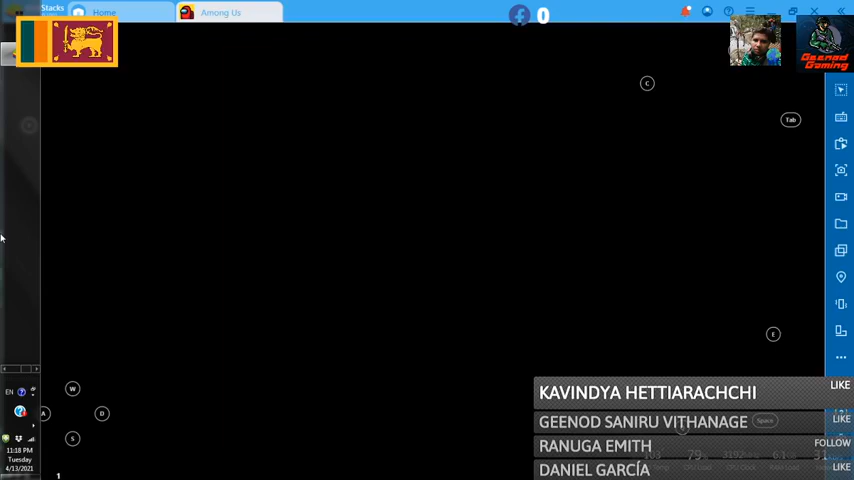 Stacks
Home
Among Us
0
Geenod
Gaming
C
Tab
E
W
A
D
S
EN
11:18 PM
Tuesday
4/13/2021
KAVINDYA HETTIARACHCHI LIKE
GEENOD SANIRU VITHANAGE LIKE
Space
RANUGA EMITH FOLLOW
DANIEL GARCÍA LIKE
1